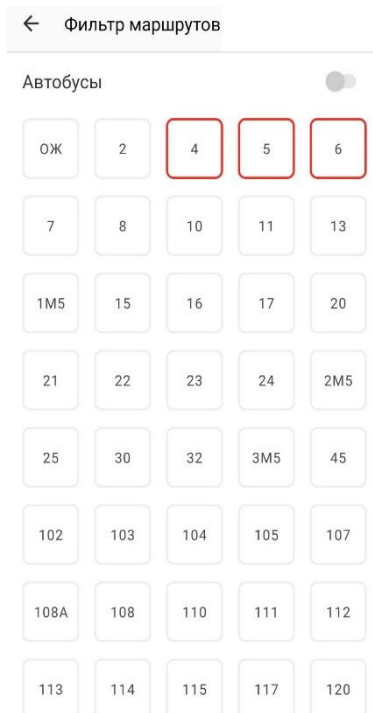 ← Фильтр маршрутов
Автобусы
ОЖ 2 4 5 6
7 8 10 11 13
1М5 15 16 17 20
21 22 23 24 2М5
25 30 32 3М5 45
102 103 104 105 107
108А 108 110 111 112
113 114 115 117 120